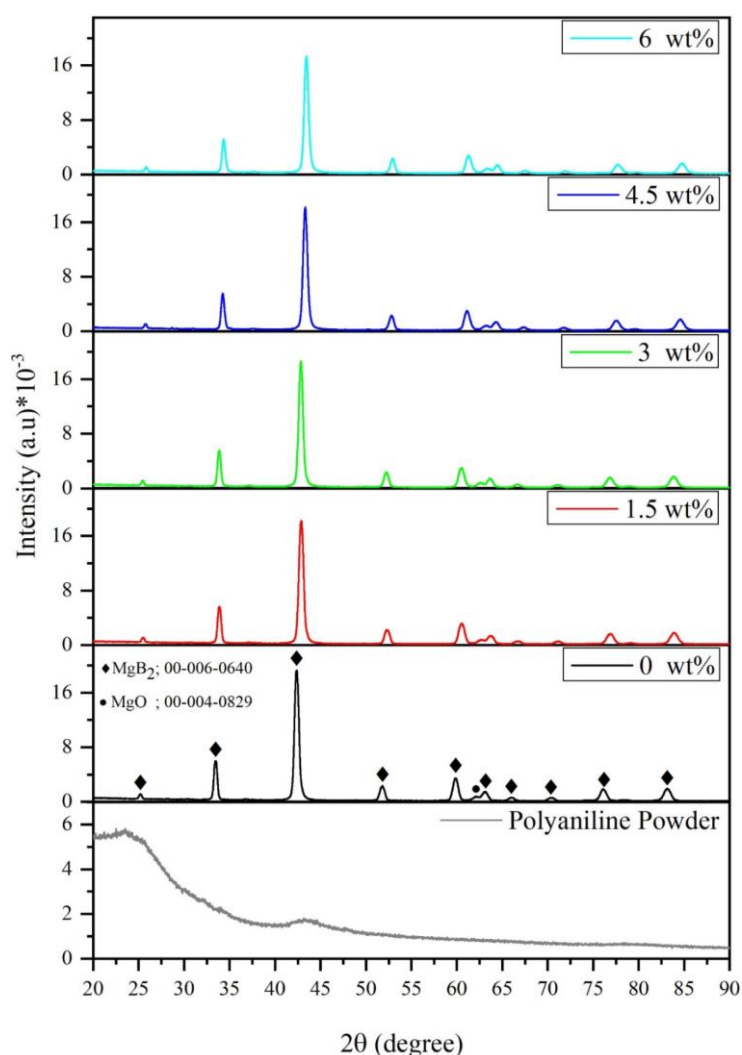 6 wt%
16
8
0
4.5 wt%
16
8
0
3 wt%
16
8
0
1.5 wt%
16
8
0
0 wt%
♦ MgB2; 00-006-0640
● MgO ; 00-004-0829
16
8
0
Polyaniline Powder
6
4
2
0
20 25 30 35 40 45 50 55 60 65 70 75 80 85 90
2θ (degree)
Intensity (a.u)*10-3